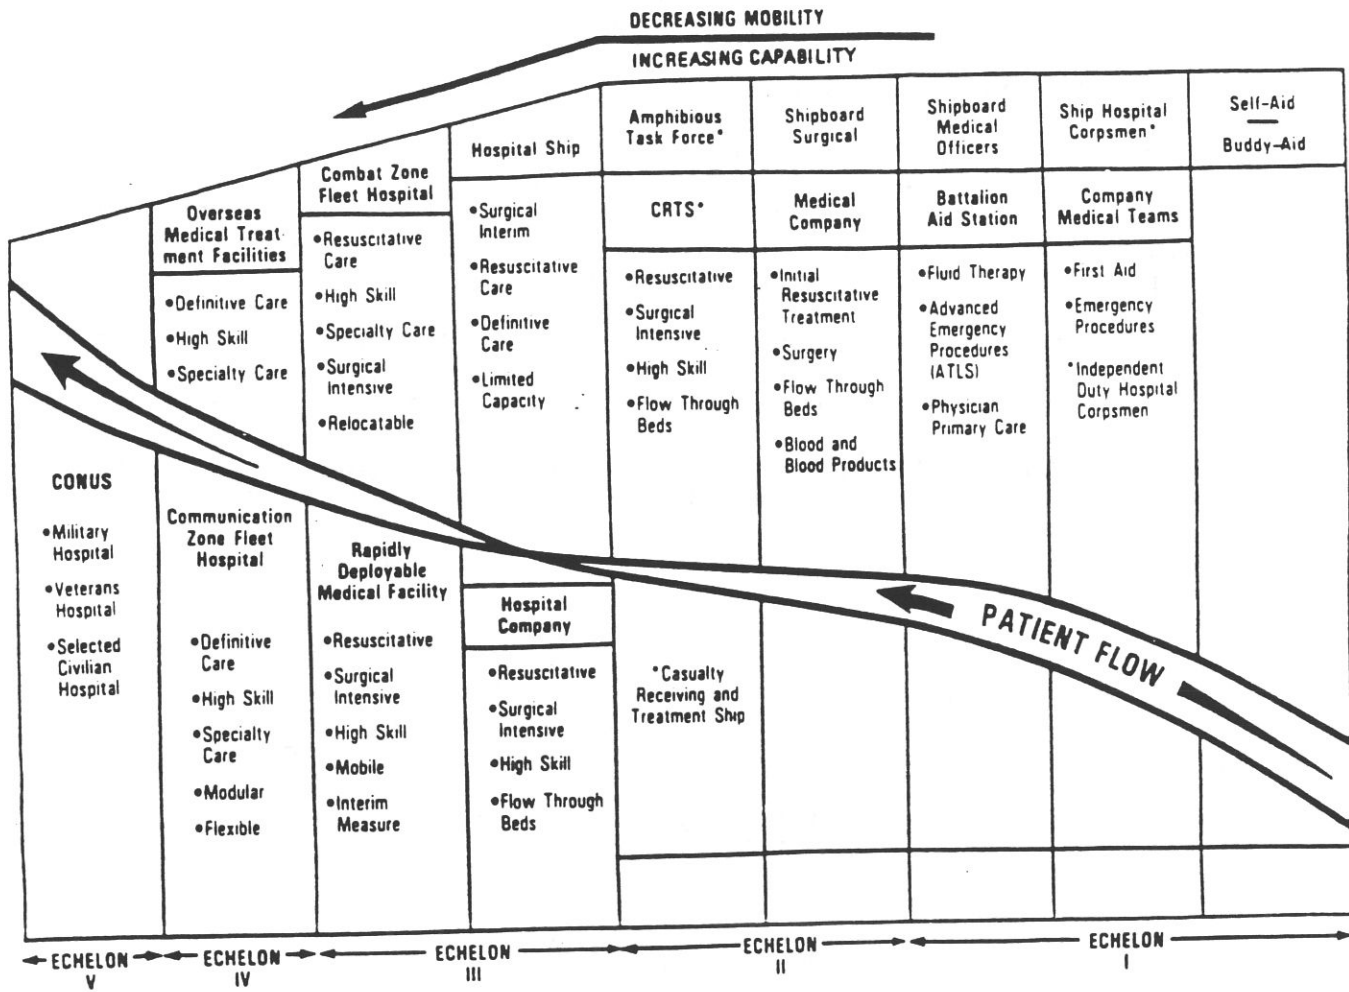 DECREASING MOBILITY
INCREASING CAPABILITY
CONUS
•Military
Hospital
•Veterans
Hospital
•Selected
Civilian
Hospital
Overseas
Medical Treat-
ment Facilities
•Definitive Care
•High Skill
•Specialty Care
Communication
Zone Fleet
Hospital
•Definitive
Care
•High Skill
•Specialty
Care
•Modular
•Flexible
Combat Zone
Fleet Hospital
•Resuscitative
Care
•High Skill
•Specialty Care
•Surgical
Intensive
•Relocatable
Rapidly
Deployable
Medical Facility
•Resuscitative
•Surgical
Intensive
•High Skill
•Mobile
•Interim
Measure
Hospital Ship
•Surgical
Interim
•Resuscitative
Care
•Definitive
Care
•Limited
Capacity
Hospital
Company
•Resuscitative
•Surgical
Intensive
•High Skill
•Flow Through
Beds
Amphibious
Task Force*
CRTS*
•Resuscitative
•Surgical
Intensive
•High Skill
•Flow Through
Beds
*Casualty
Receiving and
Treatment Ship
Shipboard
Surgical
Medical
Company
•Initial
Resuscitative
Treatment
•Surgery
•Flow Through
Beds
•Blood and
Blood Products
Shipboard
Medical
Officers
Battalion
Aid Station
•Fluid Therapy
•Advanced
Emergency
Procedures
(ATLS)
•Physician
Primary Care
Ship Hospital
Corpsmen*
Company
Medical Teams
•First Aid
•Emergency
Procedures
*Independent
Duty Hospital
Corpsmen
Self-Aid
Buddy-Aid
PATIENT FLOW
ECHELON
V
ECHELON
IV
ECHELON
III
ECHELON
II
ECHELON
I